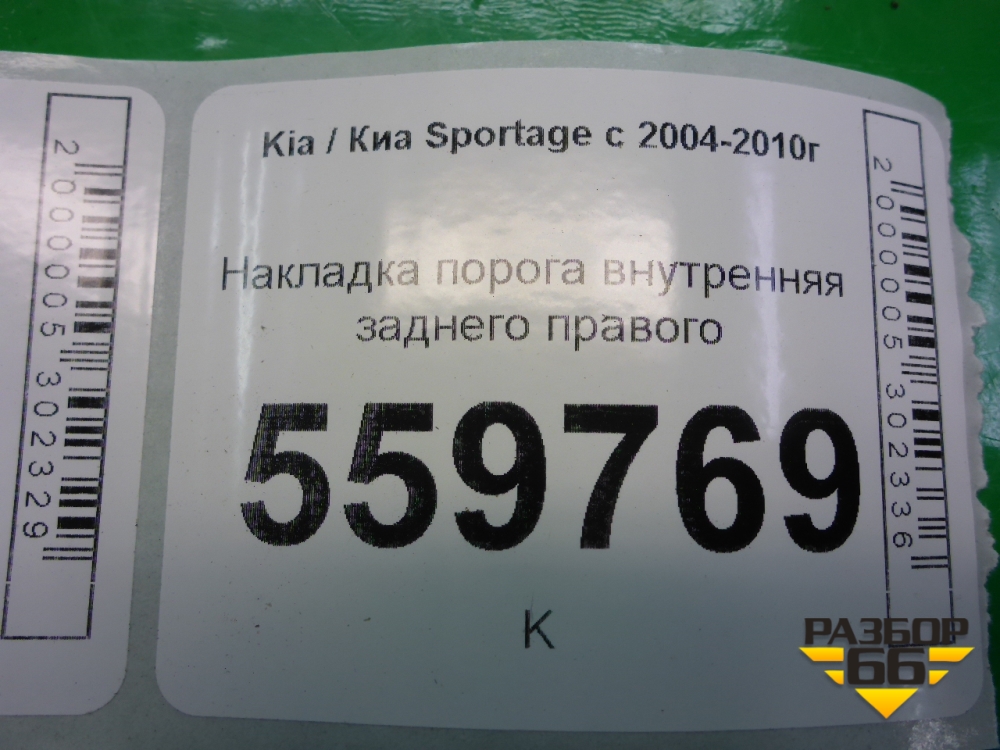 2000005302329
Kia / Киа Sportage с 2004-2010г
Накладка порога внутренняя
заднего правого
559769
К
2000005302336
РАЗБОР
66